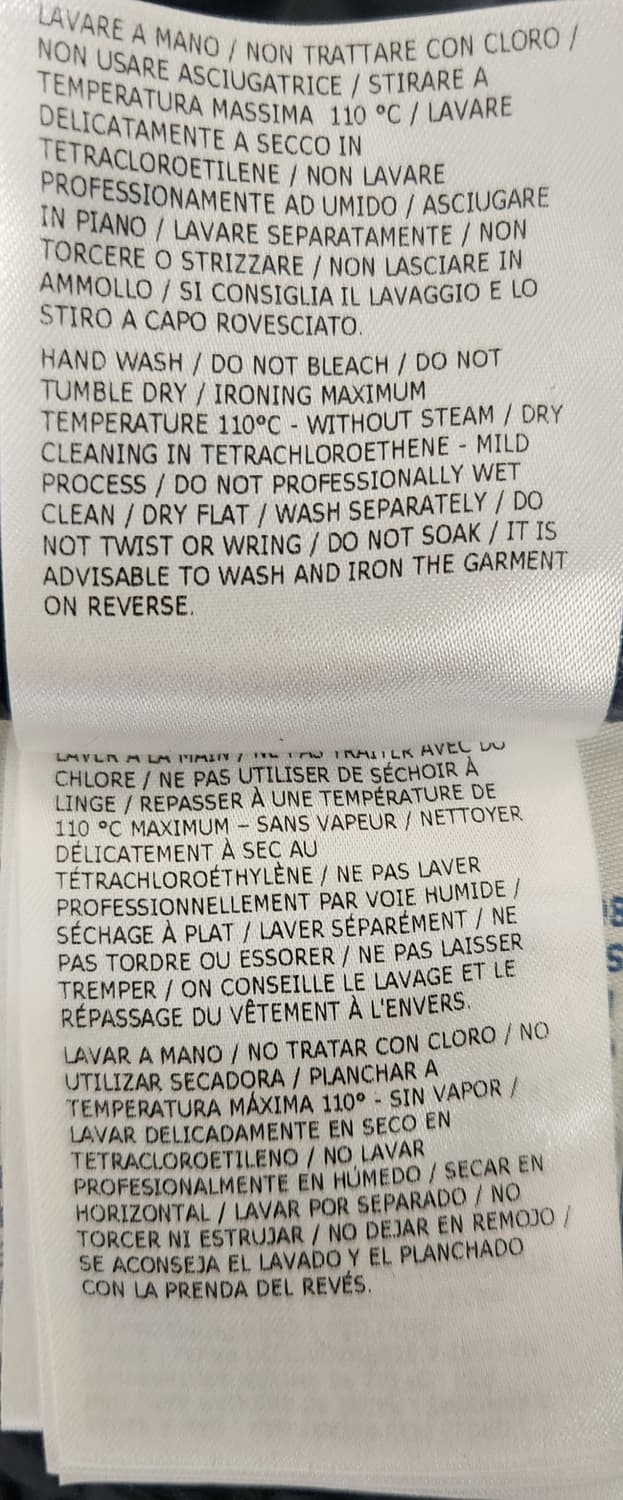 LAVARE A MANO / NON TRATTARE CON CLORO /
NON USARE ASCIUGATRICE / STIRARE A
TEMPERATURA MASSIMA 110 °C / LAVARE
DELICATAMENTE A SECCO IN
TETRACLOROETILENE / NON LAVARE
PROFESSIONAMENTE AD UMIDO / ASCIUGARE
IN PIANO / LAVARE SEPARATAMENTE / NON
TORCERE O STRIZZARE / NON LASCIARE IN
AMMOLLO / SI CONSIGLIA IL LAVAGGIO E LO
STIRO A CAPO ROVESCIATO.
HAND WASH / DO NOT BLEACH / DO NOT
TUMBLE DRY / IRONING MAXIMUM
TEMPERATURE 110°C - WITHOUT STEAM / DRY
CLEANING IN TETRACHLOROETHENE - MILD
PROCESS / DO NOT PROFESSIONALLY WET
CLEAN / DRY FLAT / WASH SEPARATELY / DO
NOT TWIST OR WRING / DO NOT SOAK / IT IS
ADVISABLE TO WASH AND IRON THE GARMENT
ON REVERSE.
LAVER A LA MAIN / NE PAS TRAITER AVEC DU
CHLORE / NE PAS UTILISER DE SÉCHOIR À
LINGE / REPASSER À UNE TEMPÉRATURE DE
110 °C MAXIMUM – SANS VAPEUR / NETTOYER
DÉLICATEMENT À SEC AU
TÉTRACHLOROÉTHYLÈNE / NE PAS LAVER
PROFESSIONNELLEMENT PAR VOIE HUMIDE /
SÉCHAGE À PLAT / LAVER SÉPARÉMENT / NE
PAS TORDRE OU ESSORER / NE PAS LAISSER
TREMPER / ON CONSEILLE LE LAVAGE ET LE
RÉPASSAGE DU VÊTEMENT À L'ENVERS.
LAVAR A MANO / NO TRATAR CON CLORO / NO
UTILIZAR SECADORA / PLANCHAR A
TEMPERATURA MÁXIMA 110° - SIN VAPOR /
LAVAR DELICADAMENTE EN SECO EN
TETRACLOROETILENO / NO LAVAR
PROFESIONALMENTE EN HÚMEDO / SECAR EN
HORIZONTAL / LAVAR POR SEPARADO / NO
TORCER NI ESTRUJAR / NO DEJAR EN REMOJO /
SE ACONSEJA EL LAVADO Y EL PLANCHADO
CON LA PRENDA DEL REVÉS.